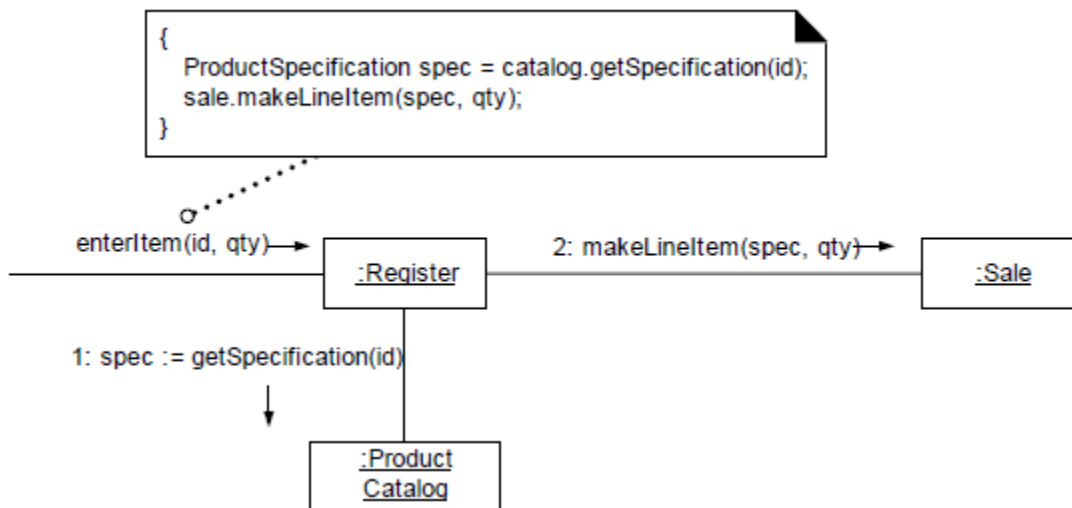 {
ProductSpecification spec = catalog.getSpecification(id);
sale.makeLineItem(spec, qty);
}
enterItem(id, qty)
2: makeLineItem(spec, qty)
:Register
:Sale
1: spec := getSpecification(id)
:Product
Catalog